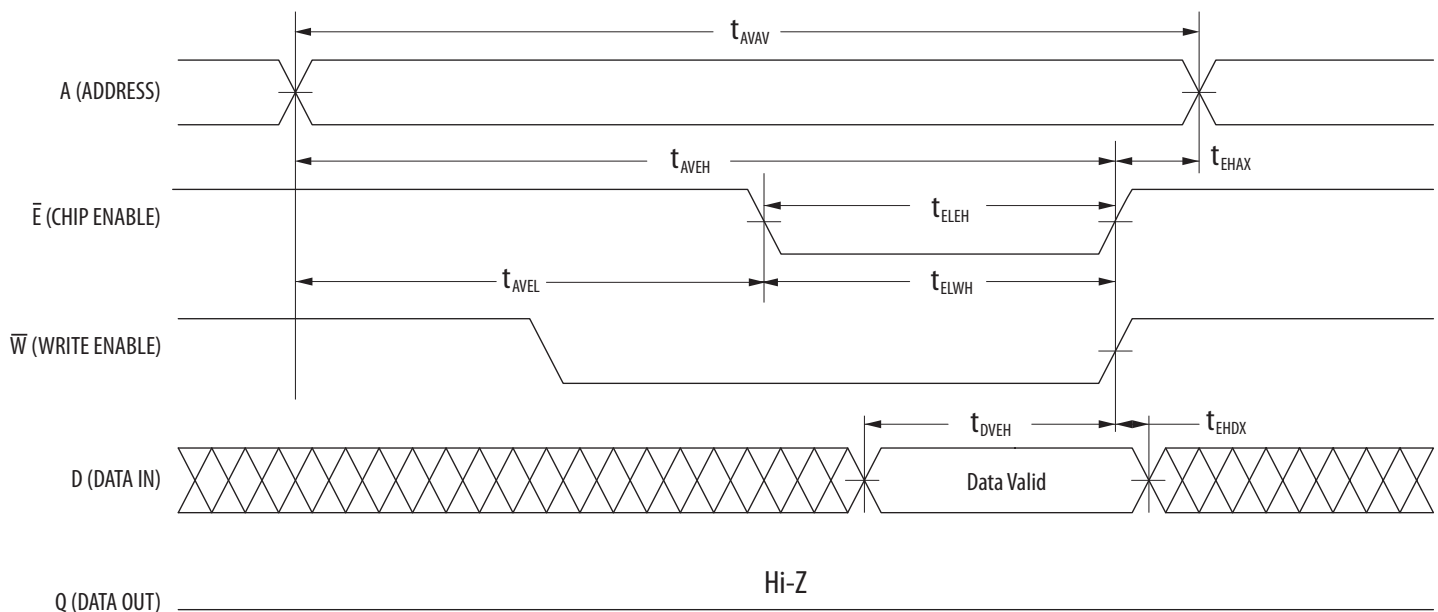 tAVAV
A (ADDRESS)
tAVEH
tEHAX
E̅ (CHIP ENABLE)
tELEH
tAVEL
tELWH
W̅ (WRITE ENABLE)
tDVEH
tEHDX
D (DATA IN)
Data Valid
Hi-Z
Q (DATA OUT)